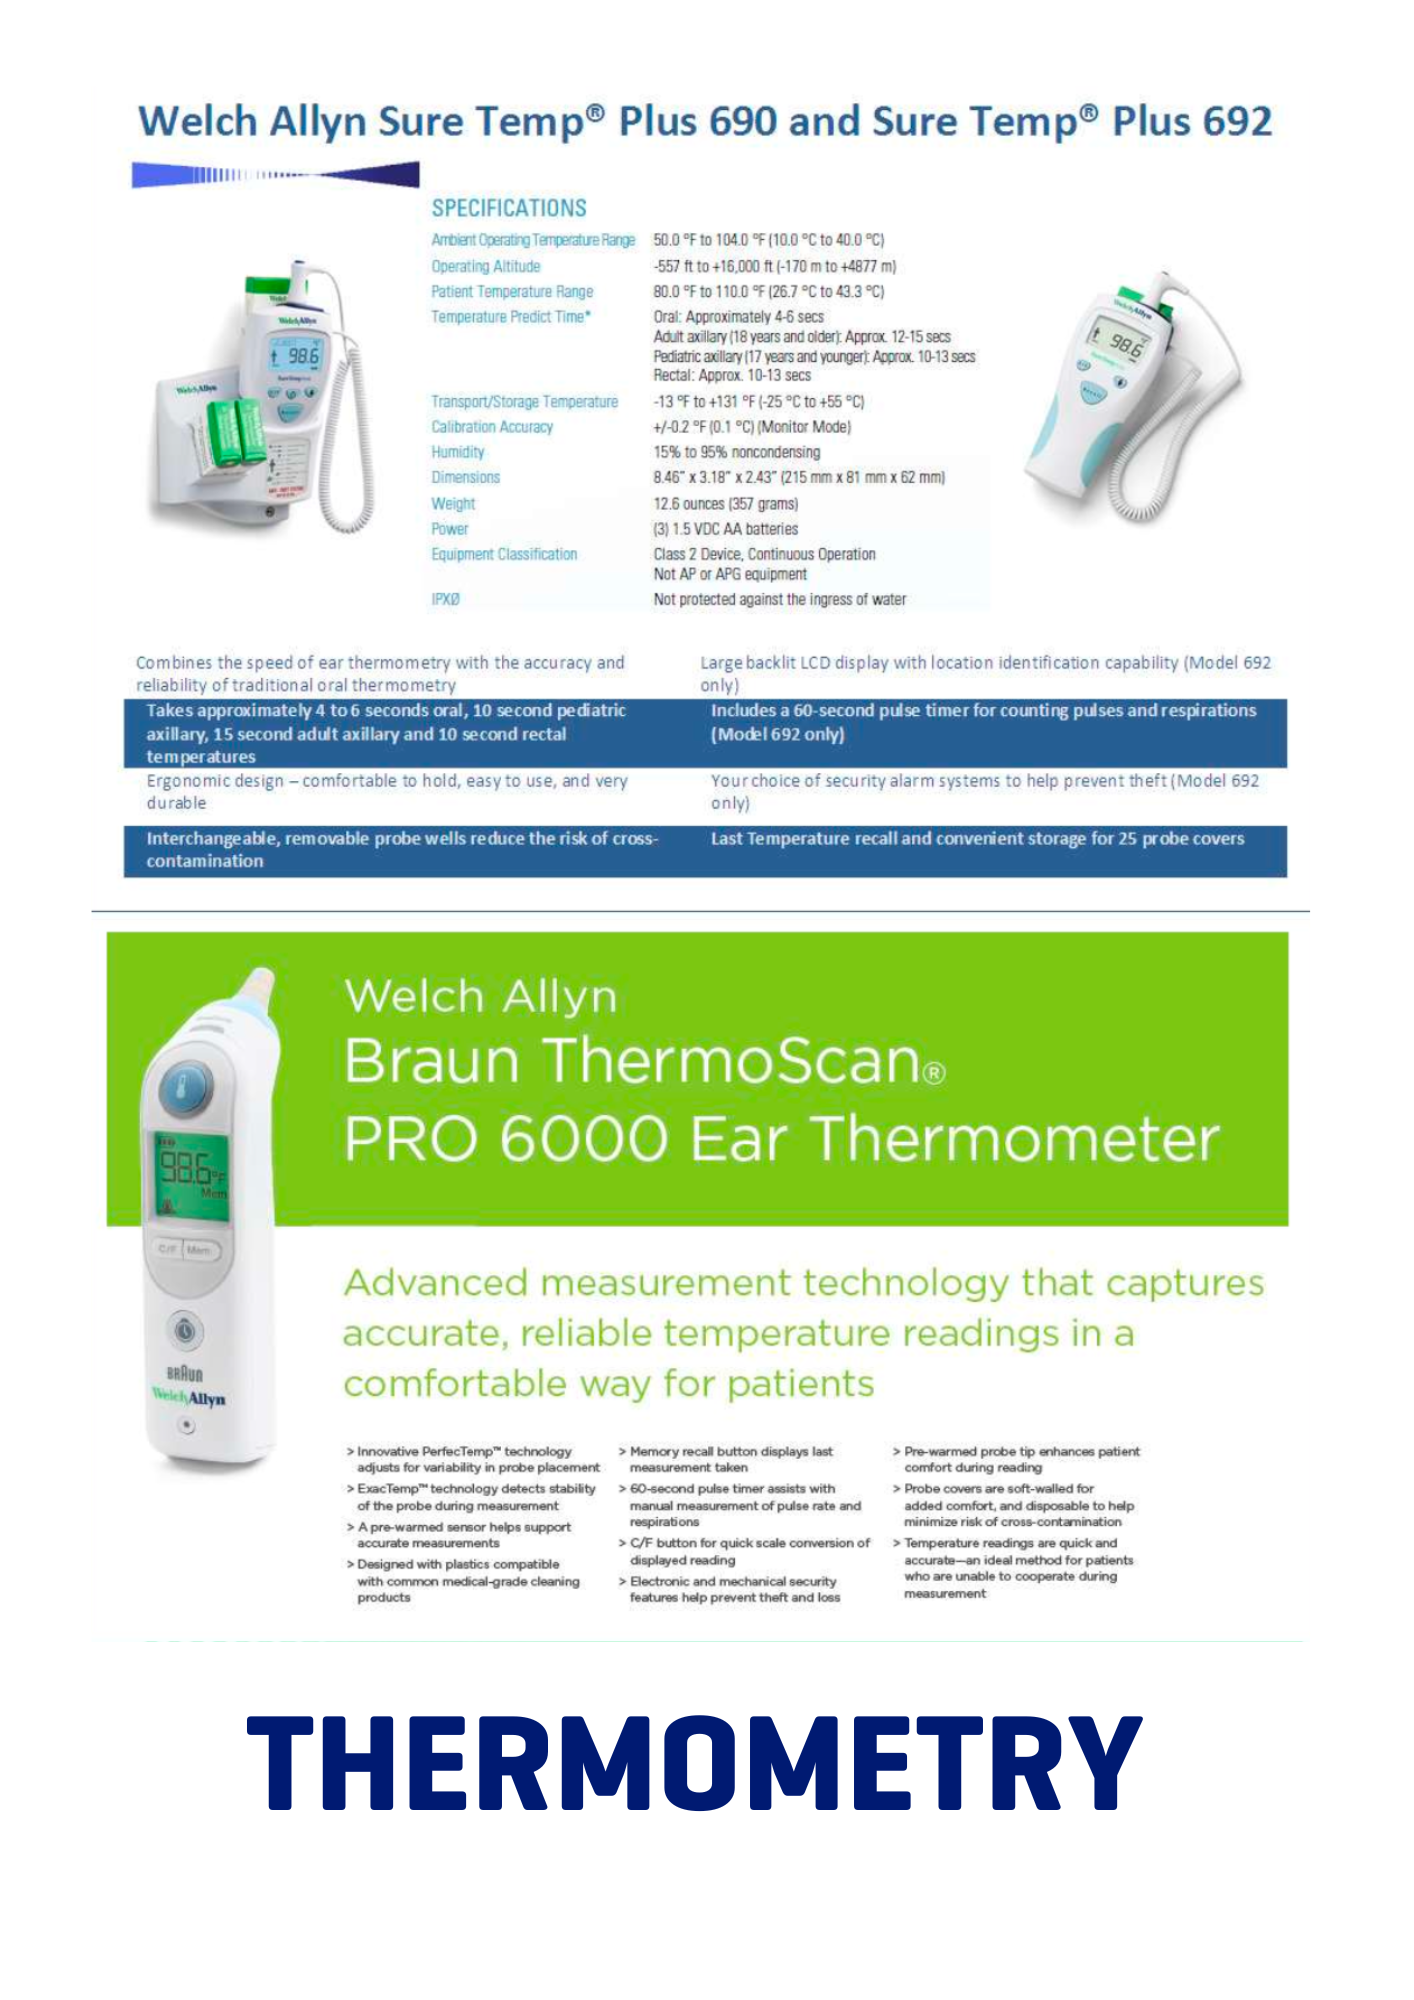 Welch Allyn Sure Temp® Plus 690 and Sure Temp® Plus 692
SPECIFICATIONS
Ambient Operating Temperature Range 50.0 °F to 104.0 °F (10.0 °C to 40.0 °C)
Operating Altitude -557 ft to +16,000 ft (-170 m to +4877 m)
Patient Temperature Range 80.0 °F to 110.0 °F (26.7 °C to 43.3 °C)
Temperature Predict Time* Oral: Approximately 4-6 secs
Adult axillary (18 years and older): Approx. 12-15 secs
Pediatric axillary (17 years and younger): Approx. 10-13 secs
Rectal: Approx. 10-13 secs
Transport/Storage Temperature -13 °F to +131 °F (-25 °C to +55 °C)
Calibration Accuracy +/-0.2 °F (0.1 °C) (Monitor Mode)
Humidity 15% to 95% noncondensing
Dimensions 8.46" x 3.18" x 2.43" (215 mm x 81 mm x 62 mm)
Weight 12.6 ounces (357 grams)
Power (3) 1.5 VDC AA batteries
Equipment Classification Class 2 Device, Continuous Operation
Not AP or APG equipment
IPXØ Not protected against the ingress of water
WelchAllyn
98.6
WelchAllyn
WelchAllyn
98.6
Combines the speed of ear thermometry with the accuracy and
reliability of traditional oral thermometry
Large backlit LCD display with location identification capability (Model 692
only)
Takes approximately 4 to 6 seconds oral, 10 second pediatric
axillary, 15 second adult axillary and 10 second rectal
temperatures
Includes a 60-second pulse timer for counting pulses and respirations
(Model 692 only)
Ergonomic design – comfortable to hold, easy to use, and very
durable
Your choice of security alarm systems to help prevent theft (Model 692
only)
Interchangeable, removable probe wells reduce the risk of cross-
contamination
Last Temperature recall and convenient storage for 25 probe covers
Welch Allyn
Braun ThermoScan®
PRO 6000 Ear Thermometer
98.6°F
Mem
C/F Mem
BRAUN
WelchAllyn
Advanced measurement technology that captures
accurate, reliable temperature readings in a
comfortable way for patients
> Innovative PerfecTemp™ technology
adjusts for variability in probe placement
> ExacTemp™ technology detects stability
of the probe during measurement
> A pre-warmed sensor helps support
accurate measurements
> Designed with plastics compatible
with common medical-grade cleaning
products
> Memory recall button displays last
measurement taken
> 60-second pulse timer assists with
manual measurement of pulse rate and
respirations
> C/F button for quick scale conversion of
displayed reading
> Electronic and mechanical security
features help prevent theft and loss
> Pre-warmed probe tip enhances patient
comfort during reading
> Probe covers are soft-walled for
added comfort, and disposable to help
minimize risk of cross-contamination
> Temperature readings are quick and
accurate—an ideal method for patients
who are unable to cooperate during
measurement
THERMOMETRY